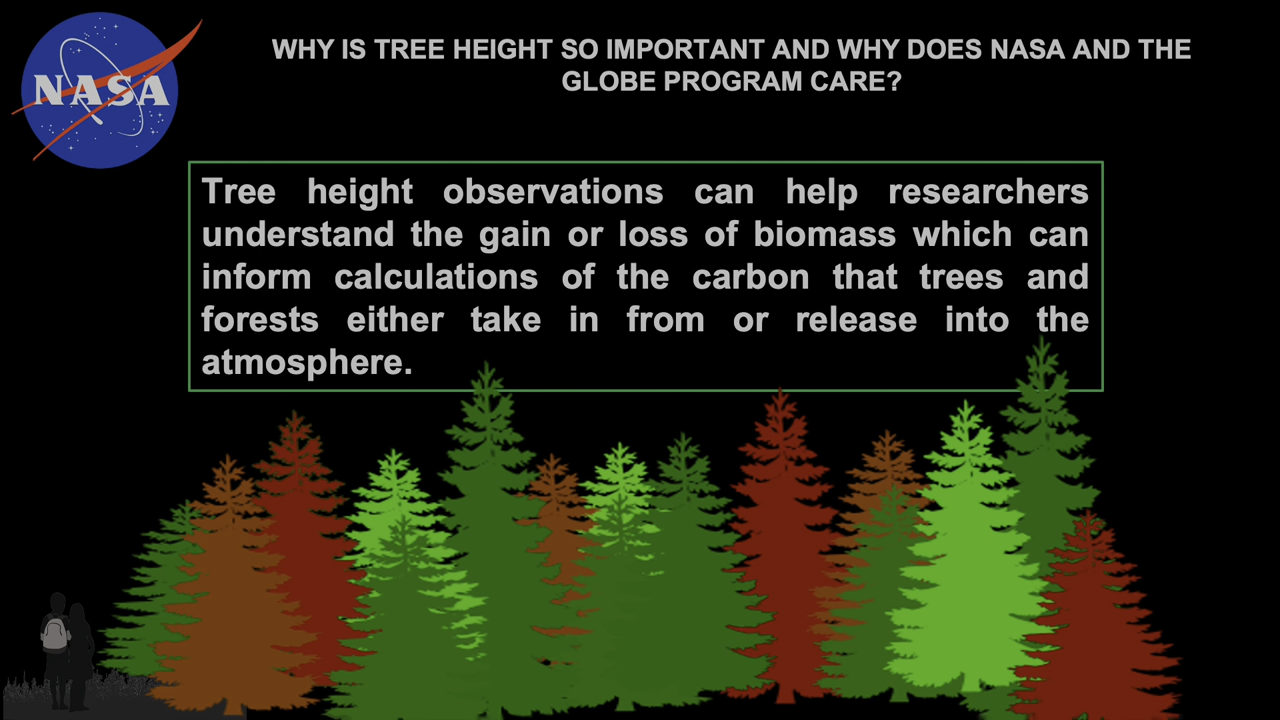 NASA
WHY IS TREE HEIGHT SO IMPORTANT AND WHY DOES NASA AND THE
GLOBE PROGRAM CARE?
Tree height observations can help researchers
understand the gain or loss of biomass which can
inform calculations of the carbon that trees and
forests either take in from or release into the
atmosphere.